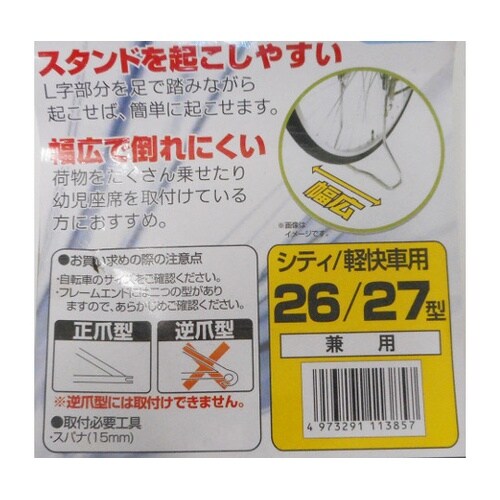 スタンドを起こしやすい
L字部分を足で踏みながら
起こせば、簡単に起こせます。
幅広で倒れにくい
荷物をたくさん乗せたり
幼児座席を取付けている
方におすすめ。
幅広
※画像は
イメージです。
●お買い求めの際の注意点
・自転車のサイズをご確認ください。
・フレームエンドには二つの型があり
ますので、あらかじめご確認ください。
正爪型
逆爪型
※逆爪型には取付けできません。
●取付必要工具
・スパナ(15mm)
シティ/軽快車用
26/27型
兼用
4 973291 113857